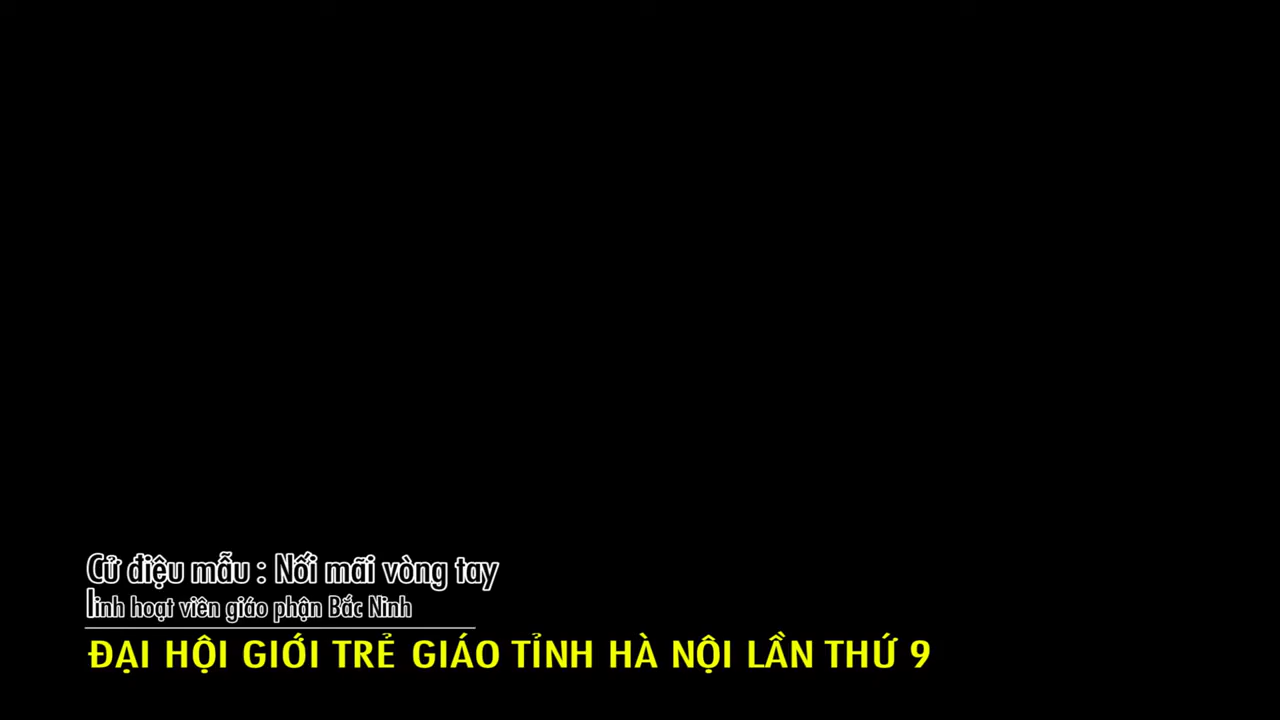 Cử điệu mẫu : Nối mãi vòng tay
linh hoạt viên giáo phận Bắc Ninh
ĐẠI HỘI GIỚI TRẺ GIÁO TỈNH HÀ NỘI LẦN THỨ 9